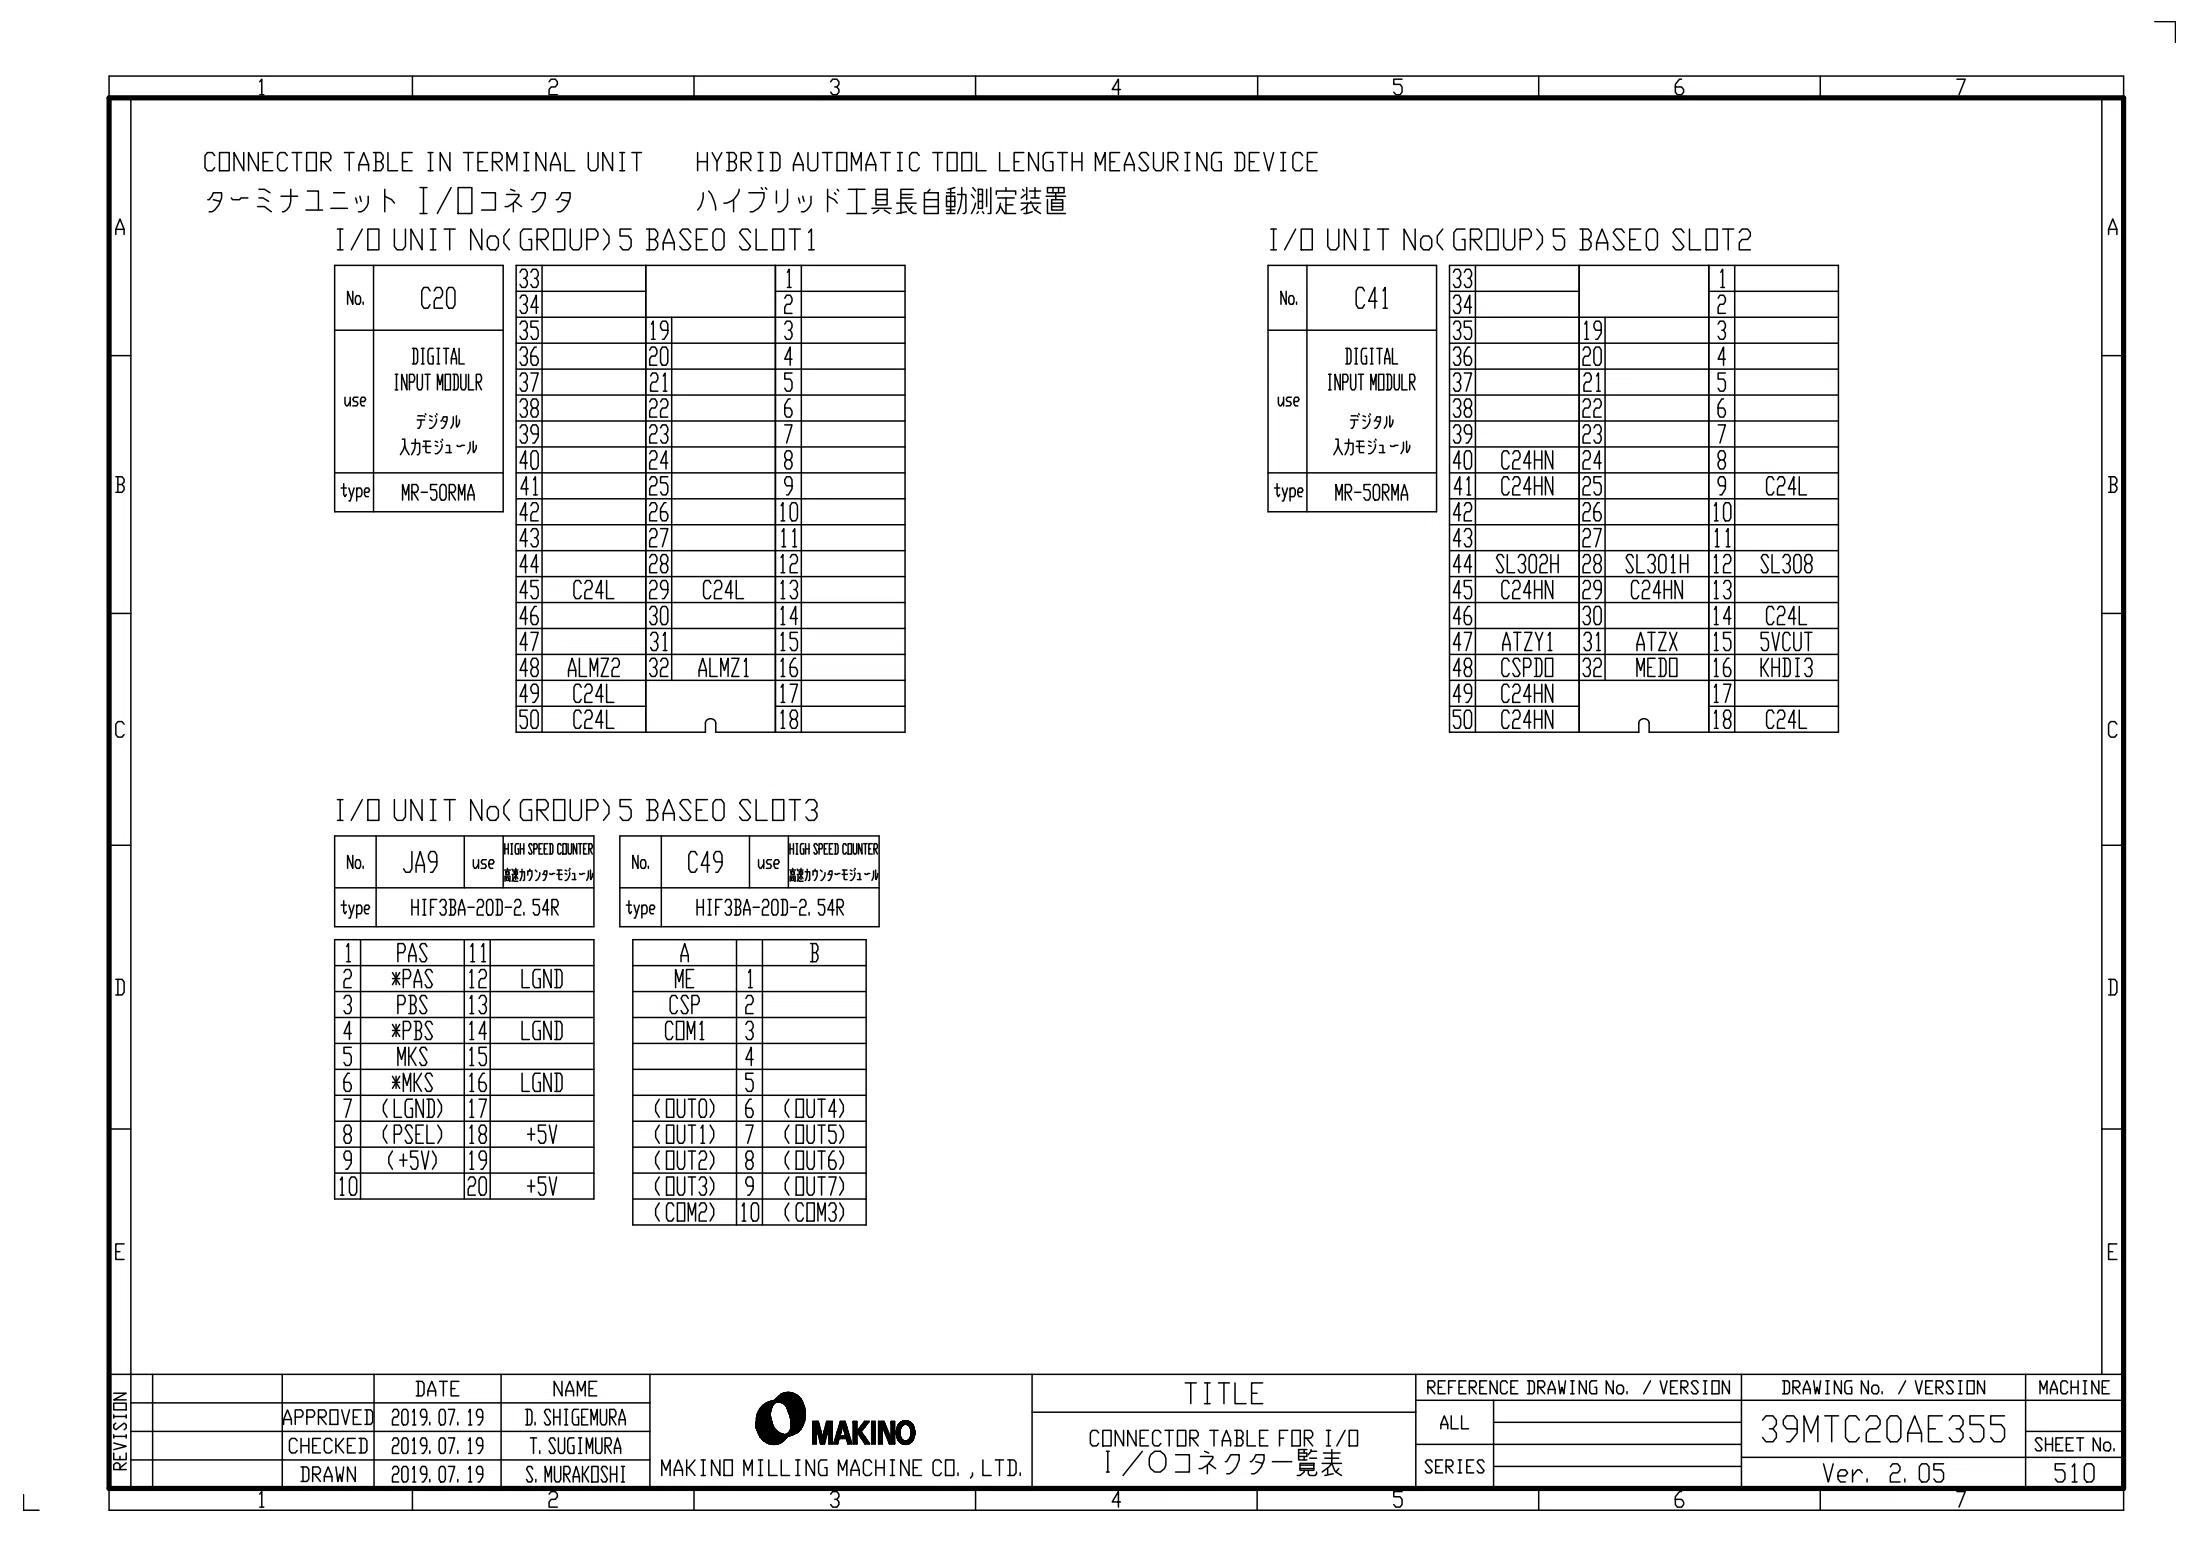 1 2 3 4 5 6 7
CONNECTOR TABLE IN TERMINAL UNIT HYBRID AUTOMATIC TOOL LENGTH MEASURING DEVICE
ターミナユニット I/Oコネクタ ハイブリッド工具長自動測定装置
I/O UNIT No(GROUP)5 BASE0 SLOT1
No. C20
use DIGITAL
INPUT MODULR
デジタル
入力モジュール
type MR-50RMA
33 1
34 2
35 19 3
36 20 4
37 21 5
38 22 6
39 23 7
40 24 8
41 25 9
42 26 10
43 27 11
44 28 12
45 C24L 29 C24L 13
46 30 14
47 31 15
48 ALMZ2 32 ALMZ1 16
49 C24L 17
50 C24L 18
I/O UNIT No(GROUP)5 BASE0 SLOT2
No. C41
use DIGITAL
INPUT MODULR
デジタル
入力モジュール
type MR-50RMA
33 1
34 2
35 19 3
36 20 4
37 21 5
38 22 6
39 23 7
40 C24HN 24 8
41 C24HN 25 9 C24L
42 26 10
43 27 11
44 SL302H 28 SL301H 12 SL308
45 C24HN 29 C24HN 13
46 30 14 C24L
47 ATZY1 31 ATZX 15 5VCUT
48 CSPDO 32 MEDO 16 KHDI3
49 C24HN 17
50 C24HN 18 C24L
I/O UNIT No(GROUP)5 BASE0 SLOT3
No. JA9 use HIGH SPEED COUNTER
高速カウンターモジュール
type HIF3BA-20D-2.54R
1 PAS 11
2 *PAS 12 LGND
3 PBS 13
4 *PBS 14 LGND
5 MKS 15
6 *MKS 16 LGND
7 (LGND) 17
8 (PSEL) 18 +5V
9 (+5V) 19
10 20 +5V
No. C49 use HIGH SPEED COUNTER
高速カウンターモジュール
type HIF3BA-20D-2.54R
A B
ME 1
CSP 2
COM1 3
4
5
(OUT0) 6 (OUT4)
(OUT1) 7 (OUT5)
(OUT2) 8 (OUT6)
(OUT3) 9 (OUT7)
(COM2) 10 (COM3)
A A
B B
C C
D D
E E
REVISION
DATE NAME
APPROVED 2019.07.19 D. SHIGEMURA
CHECKED 2019.07.19 T. SUGIMURA
DRAWN 2019.07.19 S. MURAKOSHI
MAKINO
MAKINO MILLING MACHINE CO.,LTD.
TITLE
CONNECTOR TABLE FOR I/O
I/Oコネクター覧表
REFERENCE DRAWING No. / VERSION
ALL
SERIES
DRAWING No. / VERSION
39MTC20AE355
Ver. 2.05
MACHINE
SHEET No.
510
1 2 3 4 5 6 7